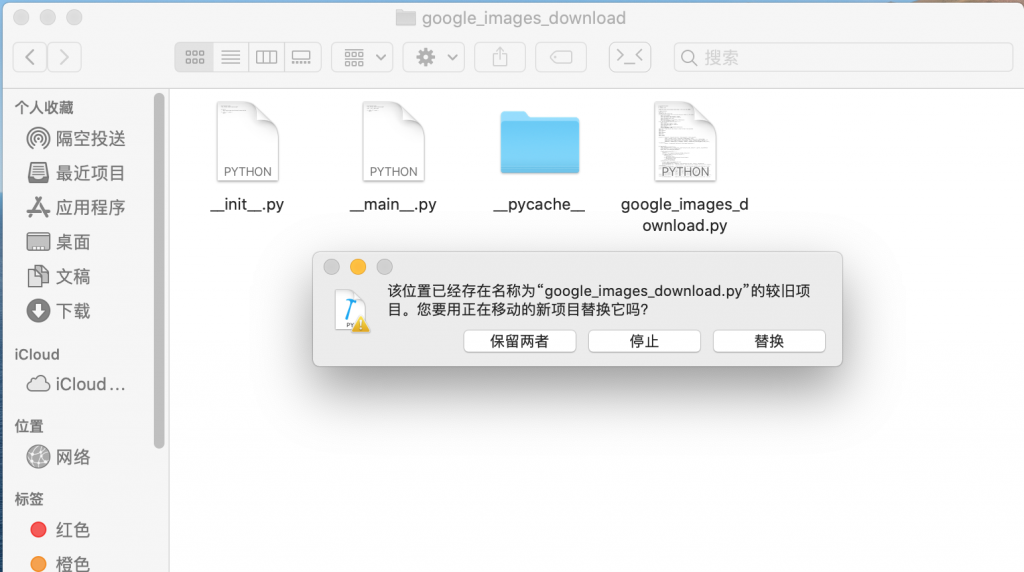 google_images_download
搜索
个人收藏
隔空投送
最近项目
应用程序
桌面
文稿
下载
iCloud
iCloud...
位置
网络
标签
红色
橙色
PYTHON
PYTHON
PYTHON
__init__.py
__main__.py
__pycache__
google_images_d
ownload.py
该位置已经存在名称为“google_images_download.py”的较旧项
目。您要用正在移动的新项目替换它吗?
保留两者
停止
替换